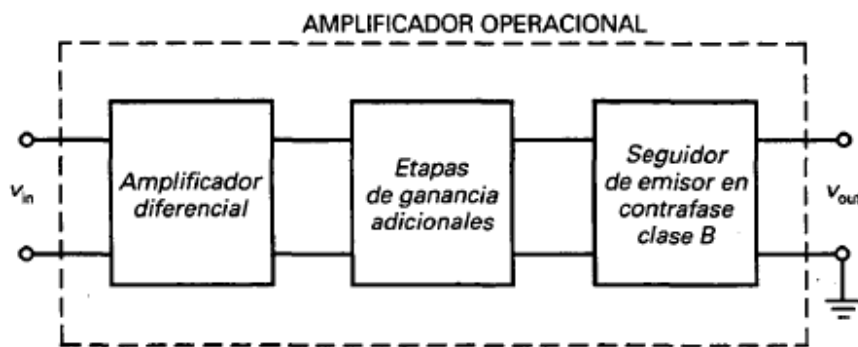 AMPLIFICADOR OPERACIONAL
v_in
Amplificador
diferencial
Etapas
de ganancia
adicionales
Seguidor
de emisor en
contrafase
clase B
v_out